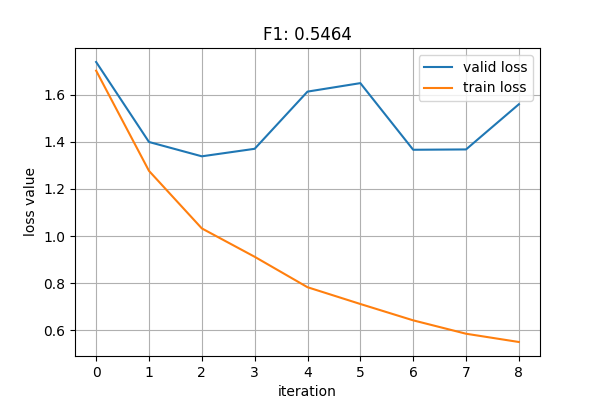 F1: 0.5464
valid loss
train loss
1.6
1.4
1.2
1.0
0.8
0.6
loss value
0 1 2 3 4 5 6 7 8
iteration